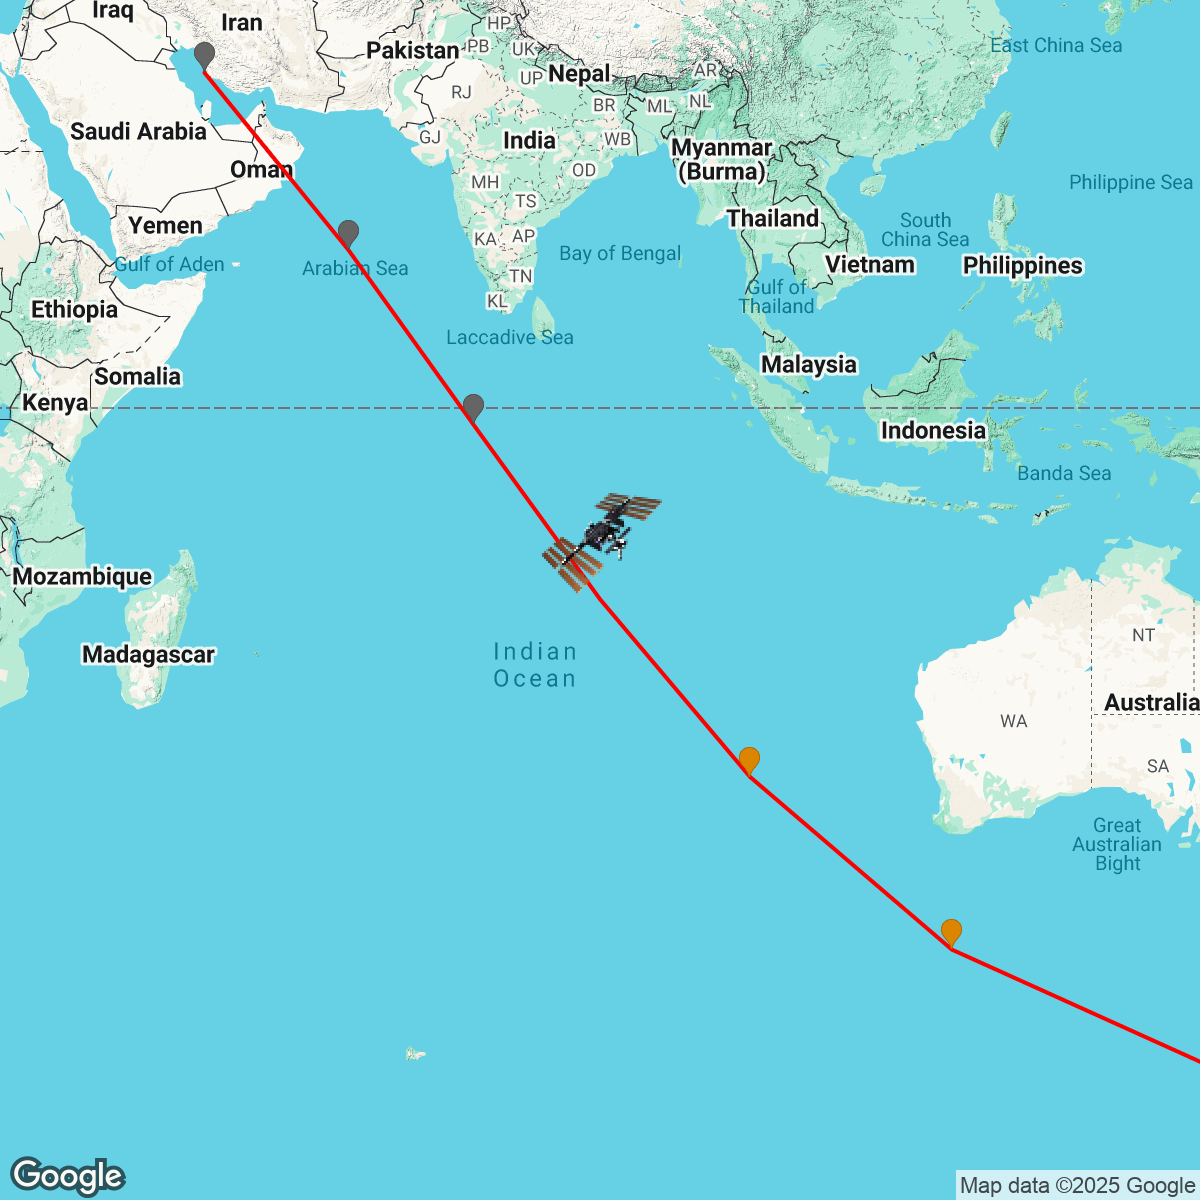 Iraq
Iran
East China Sea
Pakistan
HP
PB
UK
UP
Nepal
AR
RJ
BR
ML
NL
Saudi Arabia
GJ
India
WB
Myanmar
(Burma)
Oman
MH
OD
Philippine Sea
TS
Yemen
Thailand
South
China Sea
KA
AP
Bay of Bengal
Gulf of Aden
Arabian Sea
TN
Vietnam
Philippines
Ethiopia
KL
Gulf of
Thailand
Laccadive Sea
Somalia
Malaysia
Kenya
Indonesia
Banda Sea
Mozambique
Madagascar
Indian
Ocean
NT
Australia
WA
SA
Great
Australian
Bight
Google
Map data ©2025 Google